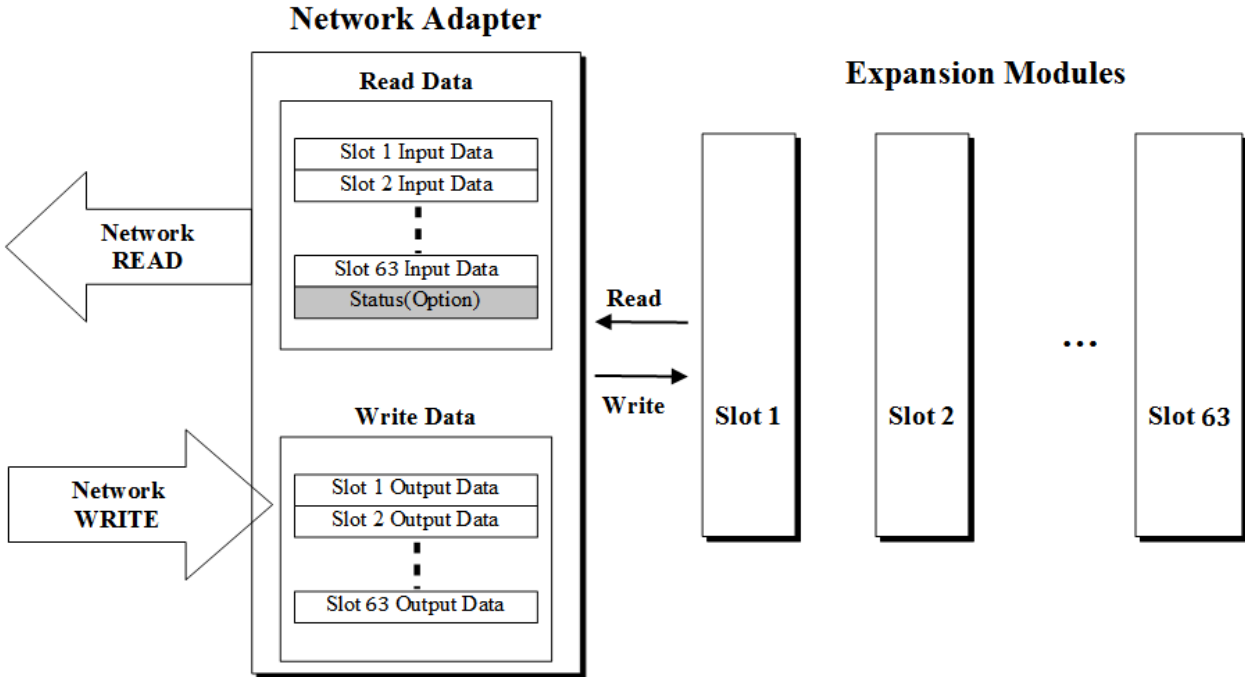 Network Adapter
Read Data
Slot 1 Input Data
Slot 2 Input Data
Slot 63 Input Data
Status(Option)
Network
READ
Write Data
Slot 1 Output Data
Slot 2 Output Data
Slot 63 Output Data
Network
WRITE
Read
Write
Expansion Modules
Slot 1
Slot 2
...
Slot 63